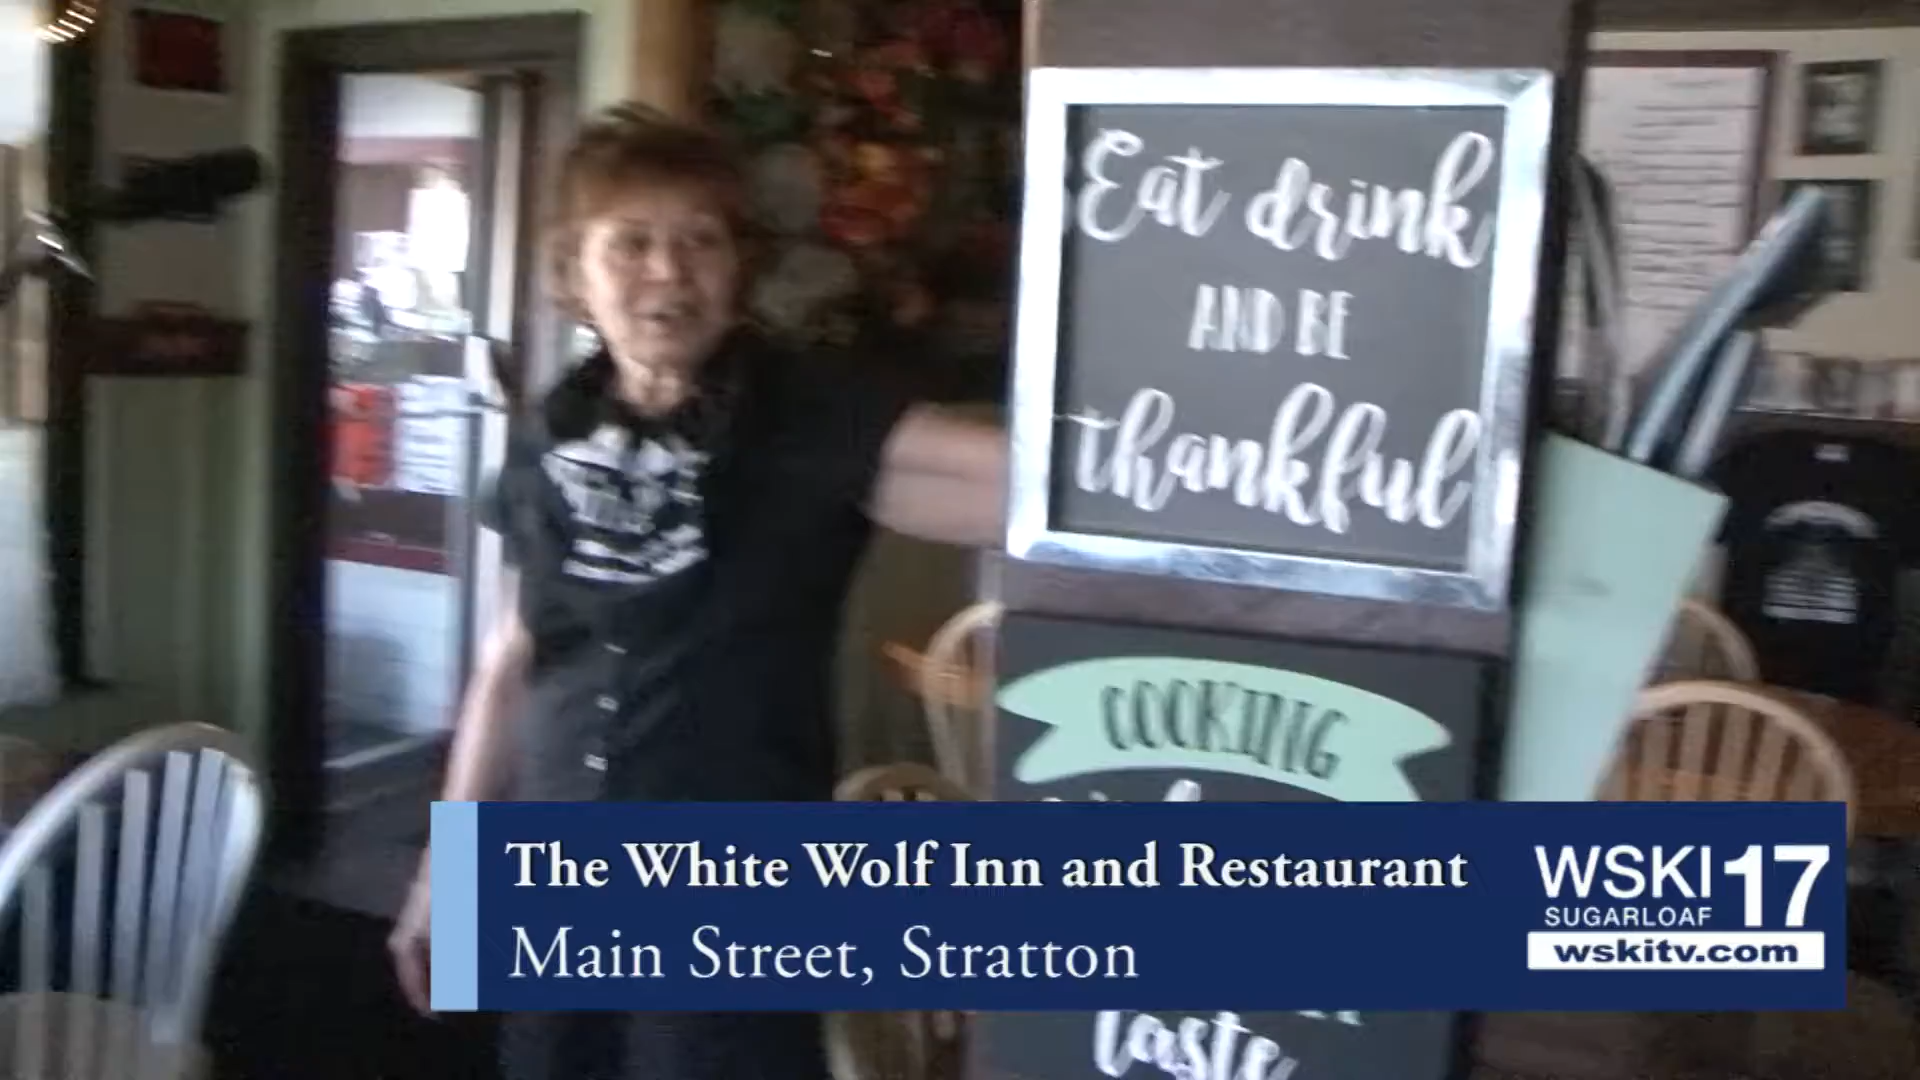 Eat drink
AND BE
thankful
COOKING
taste
The White Wolf Inn and Restaurant
Main Street, Stratton
WSKI 17
SUGARLOAF
wskitv.com